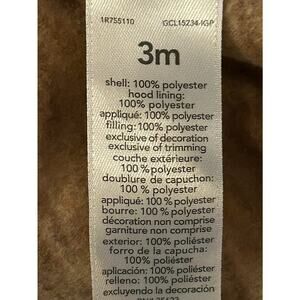 1R755110 GCL15234-IGP
3m
shell: 100% polyester
hood lining:
100% polyester
appliqué: 100% polyester
filling: 100% polyester
exclusive of decoration
exclusive of trimming
couche extérieure:
100 %polyester
doublure de capuchon:
100 % polyester
appliqué: 100 % polyester
bourre: 100 % polyester
décoration non comprise
garniture non comprise
exterior: 100% poliéster
forro de la capucha:
100% poliéster
aplicación: 100% poliéster
relleno: 100% poliéster
excluyendo la decoración